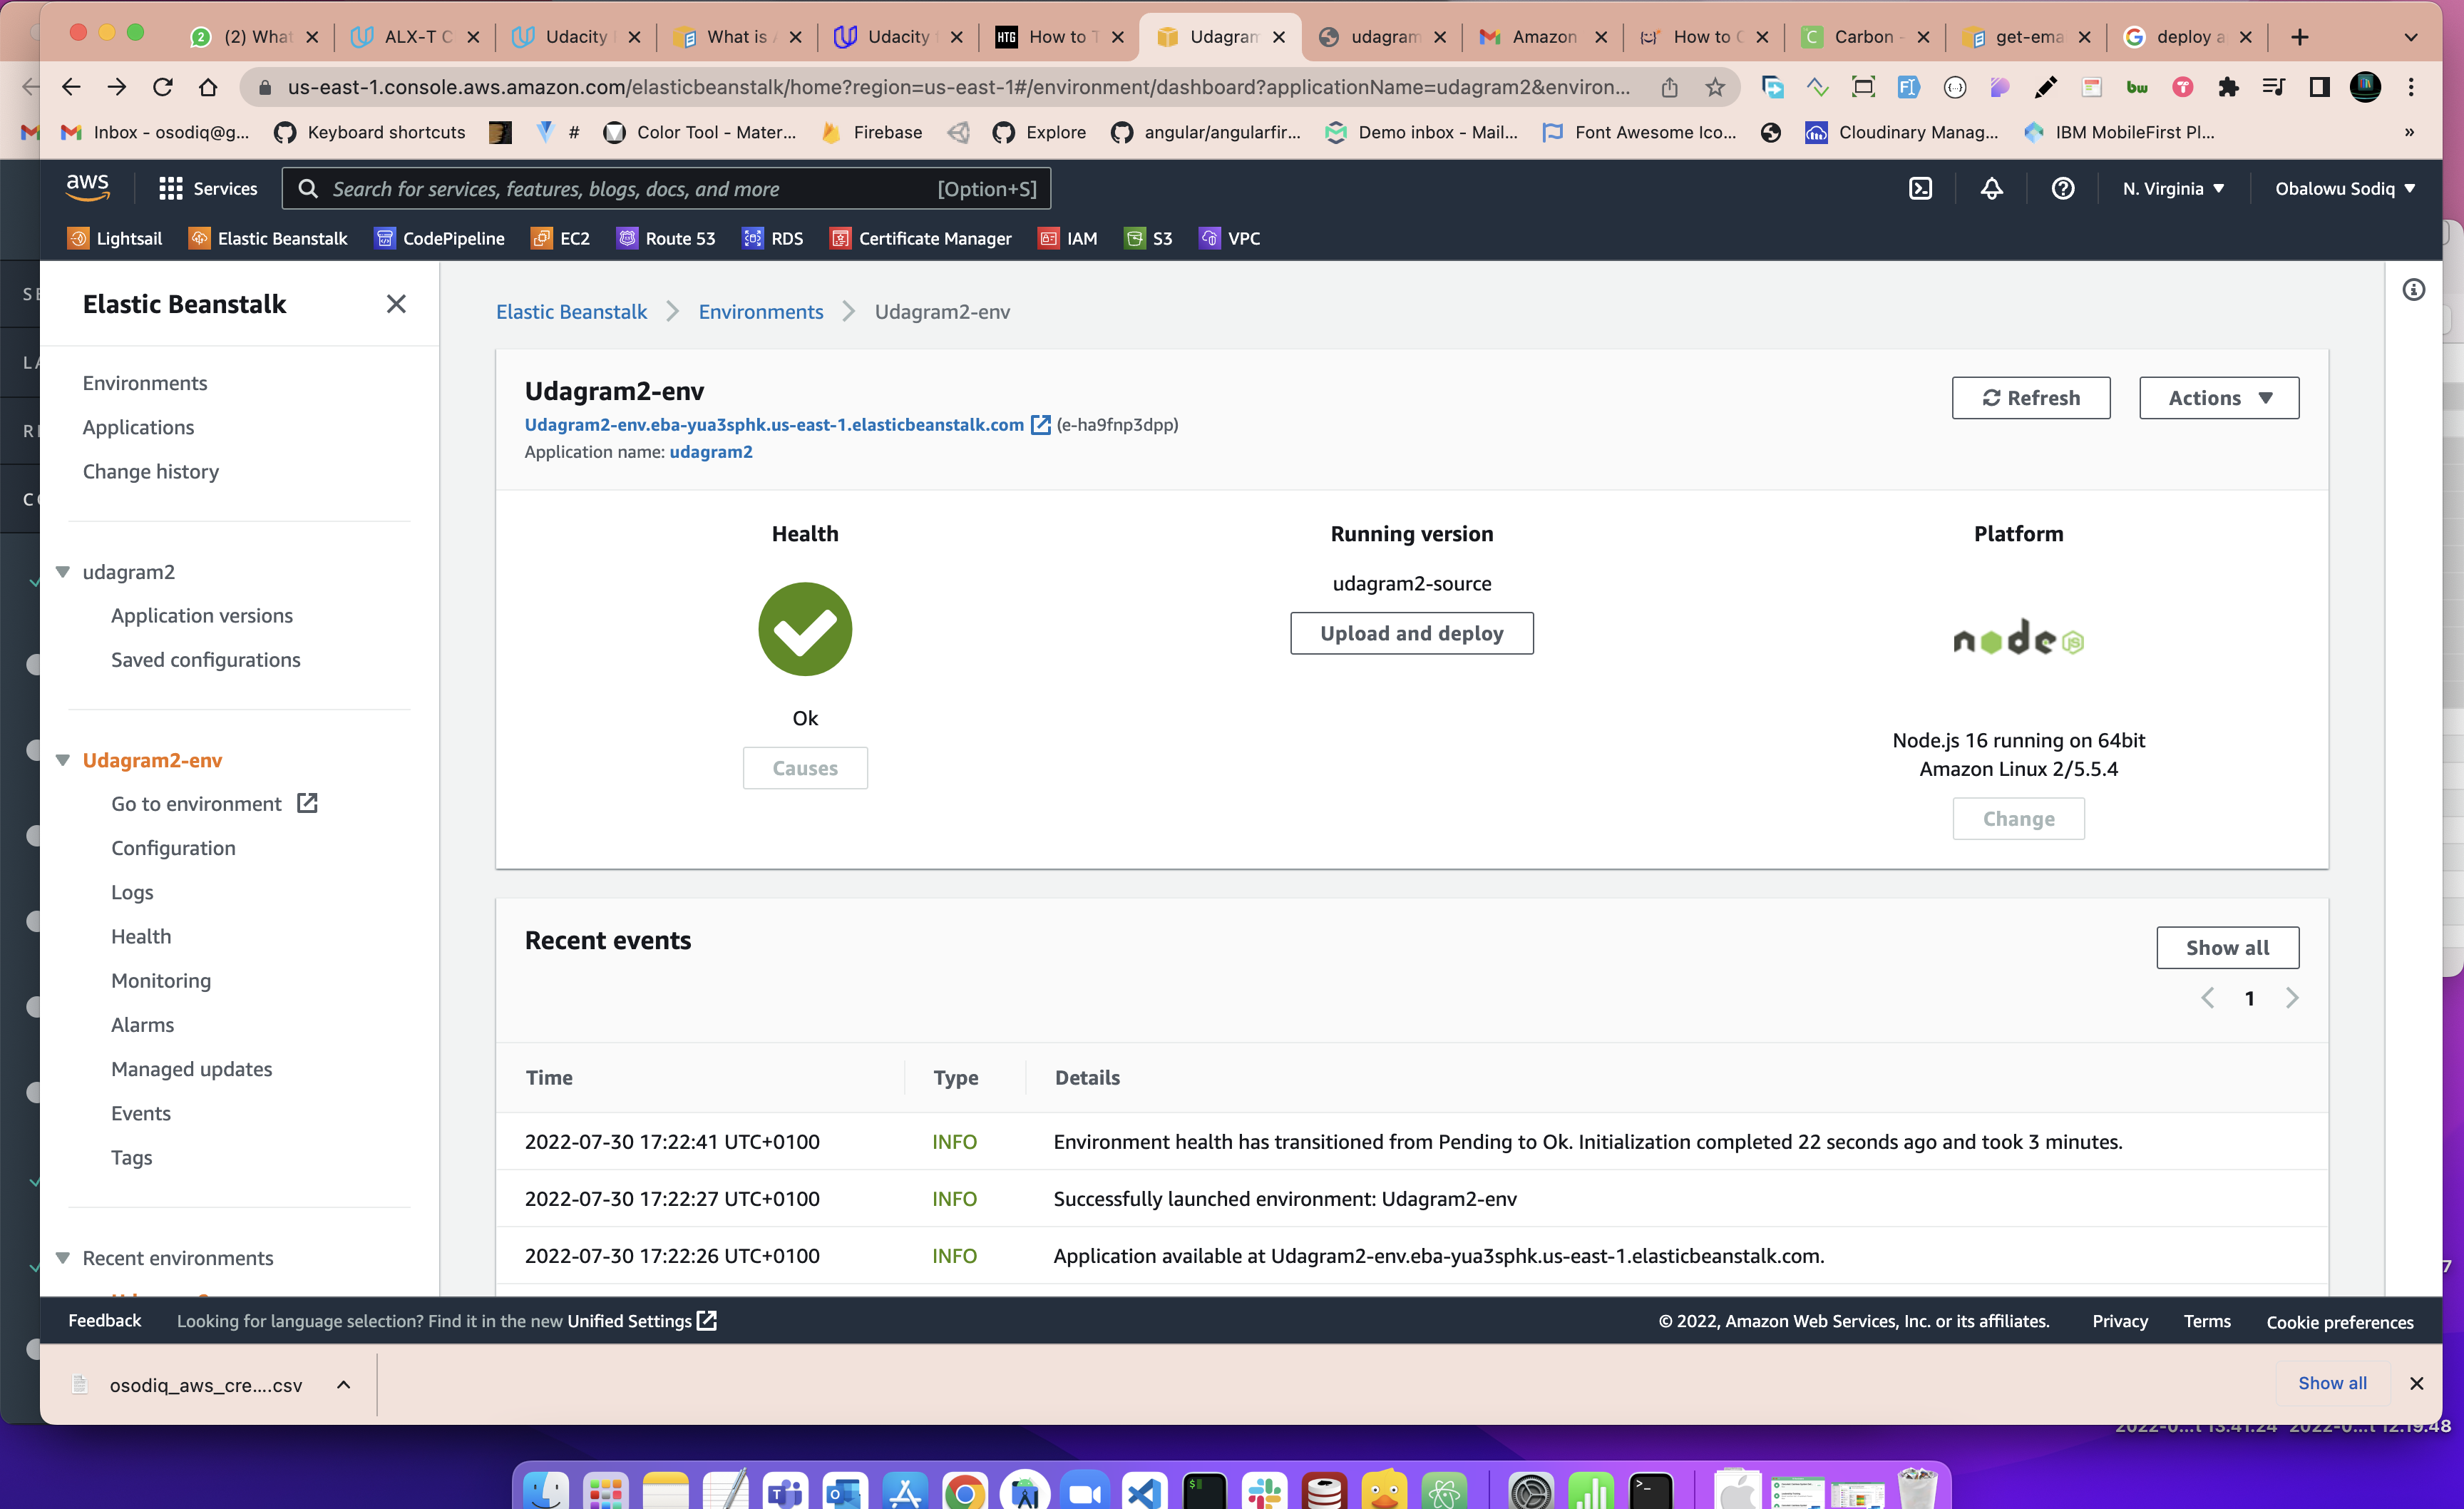 (2) What
ALX-T C
Udacity
What is
Udacity
HTG How to T
Udagram
udagram
Amazon
How to C
Carbon -
get-ema
deploy a
us-east-1.console.aws.amazon.com/elasticbeanstalk/home?region=us-east-1#/environment/dashboard?applicationName=udagram2&environ...
Inbox - osodiq@g...
Keyboard shortcuts
#
Color Tool - Mater...
Firebase
Explore
angular/angularfir...
Demo inbox - Mail...
Font Awesome Ico...
Cloudinary Manag...
IBM MobileFirst Pl...
»
aws
Services
Search for services, features, blogs, docs, and more [Option+S]
N. Virginia
Obalowu Sodiq
Lightsail
Elastic Beanstalk
CodePipeline
EC2
Route 53
RDS
Certificate Manager
IAM
S3
VPC
Elastic Beanstalk
Environments
Applications
Change history
udagram2
Application versions
Saved configurations
Udagram2-env
Go to environment
Configuration
Logs
Health
Monitoring
Alarms
Managed updates
Events
Tags
Recent environments
Elastic Beanstalk > Environments > Udagram2-env
Udagram2-env
Udagram2-env.eba-yua3sphk.us-east-1.elasticbeanstalk.com (e-ha9fnp3dpp)
Application name: udagram2
Refresh
Actions
Health
Ok
Causes
Running version
udagram2-source
Upload and deploy
Platform
node JS
Node.js 16 running on 64bit
Amazon Linux 2/5.5.4
Change
Recent events
Show all
1
Time Type Details
2022-07-30 17:22:41 UTC+0100 INFO Environment health has transitioned from Pending to Ok. Initialization completed 22 seconds ago and took 3 minutes.
2022-07-30 17:22:27 UTC+0100 INFO Successfully launched environment: Udagram2-env
2022-07-30 17:22:26 UTC+0100 INFO Application available at Udagram2-env.eba-yua3sphk.us-east-1.elasticbeanstalk.com.
Feedback
Looking for language selection? Find it in the new Unified Settings
© 2022, Amazon Web Services, Inc. or its affiliates.
Privacy
Terms
Cookie preferences
osodiq_aws_cre....csv
Show all